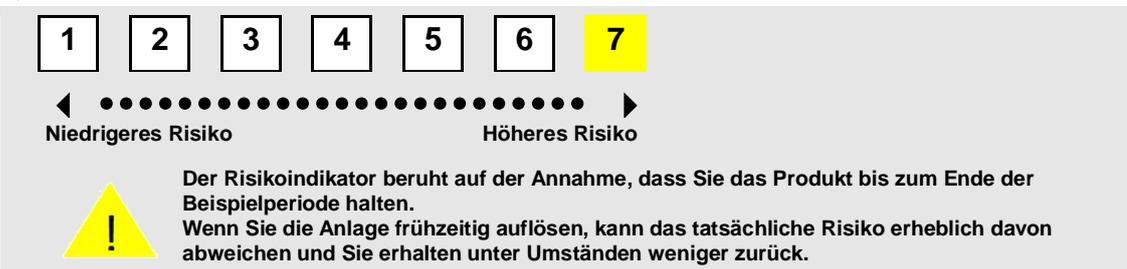 1 2 3 4 5 6 7
Niedrigeres Risiko Höheres Risiko
Der Risikoindikator beruht auf der Annahme, dass Sie das Produkt bis zum Ende der
Beispielperiode halten.
Wenn Sie die Anlage frühzeitig auflösen, kann das tatsächliche Risiko erheblich davon
abweichen und Sie erhalten unter Umständen weniger zurück.
!